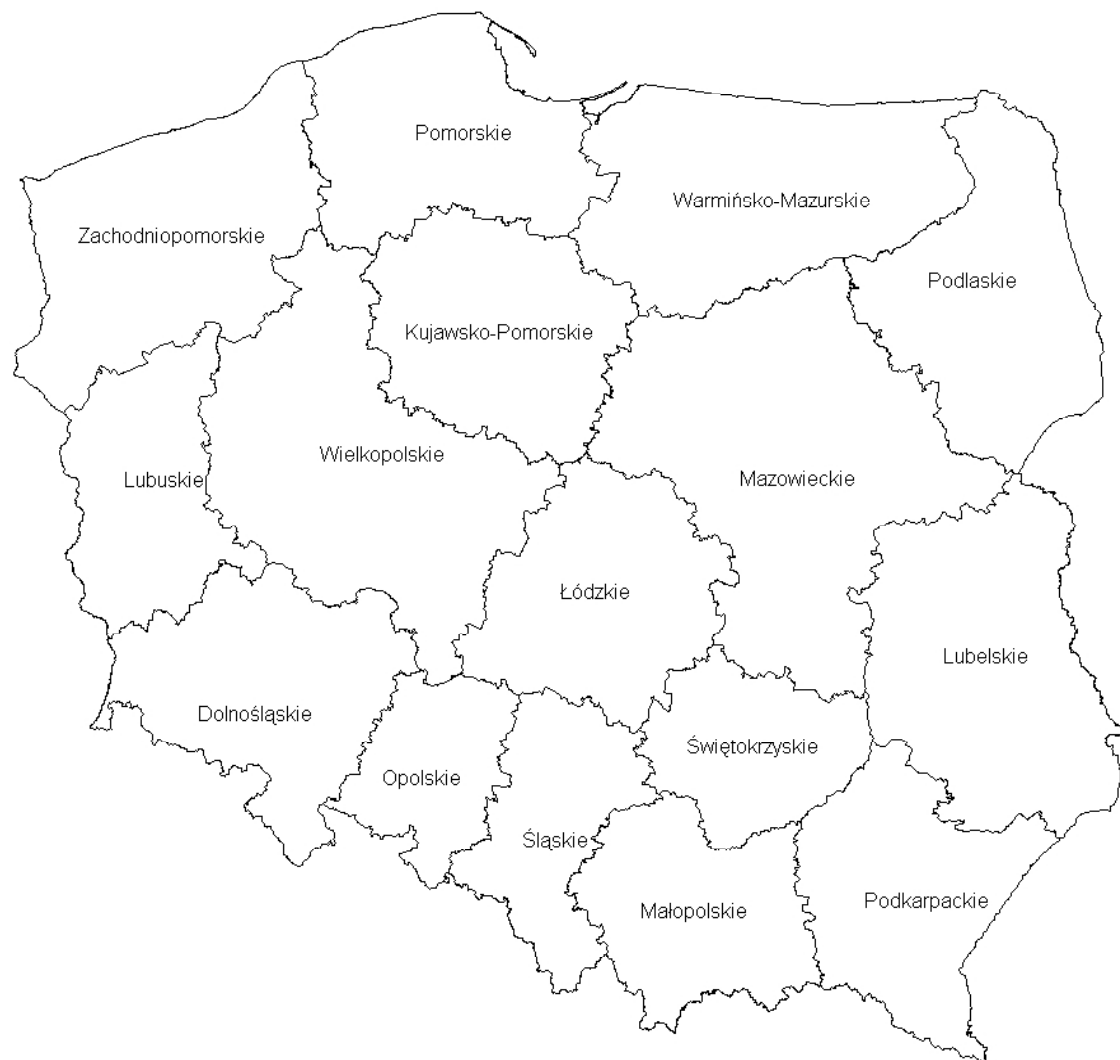 Pomorskie
Warmińsko-Mazurskie
Zachodniopomorskie
Podlaskie
Kujawsko-Pomorskie
Wielkopolskie
Lubuskie
Mazowieckie
Łódzkie
Lubelskie
Dolnośląskie
Świętokrzyskie
Opolskie
Śląskie
Podkarpackie
Małopolskie